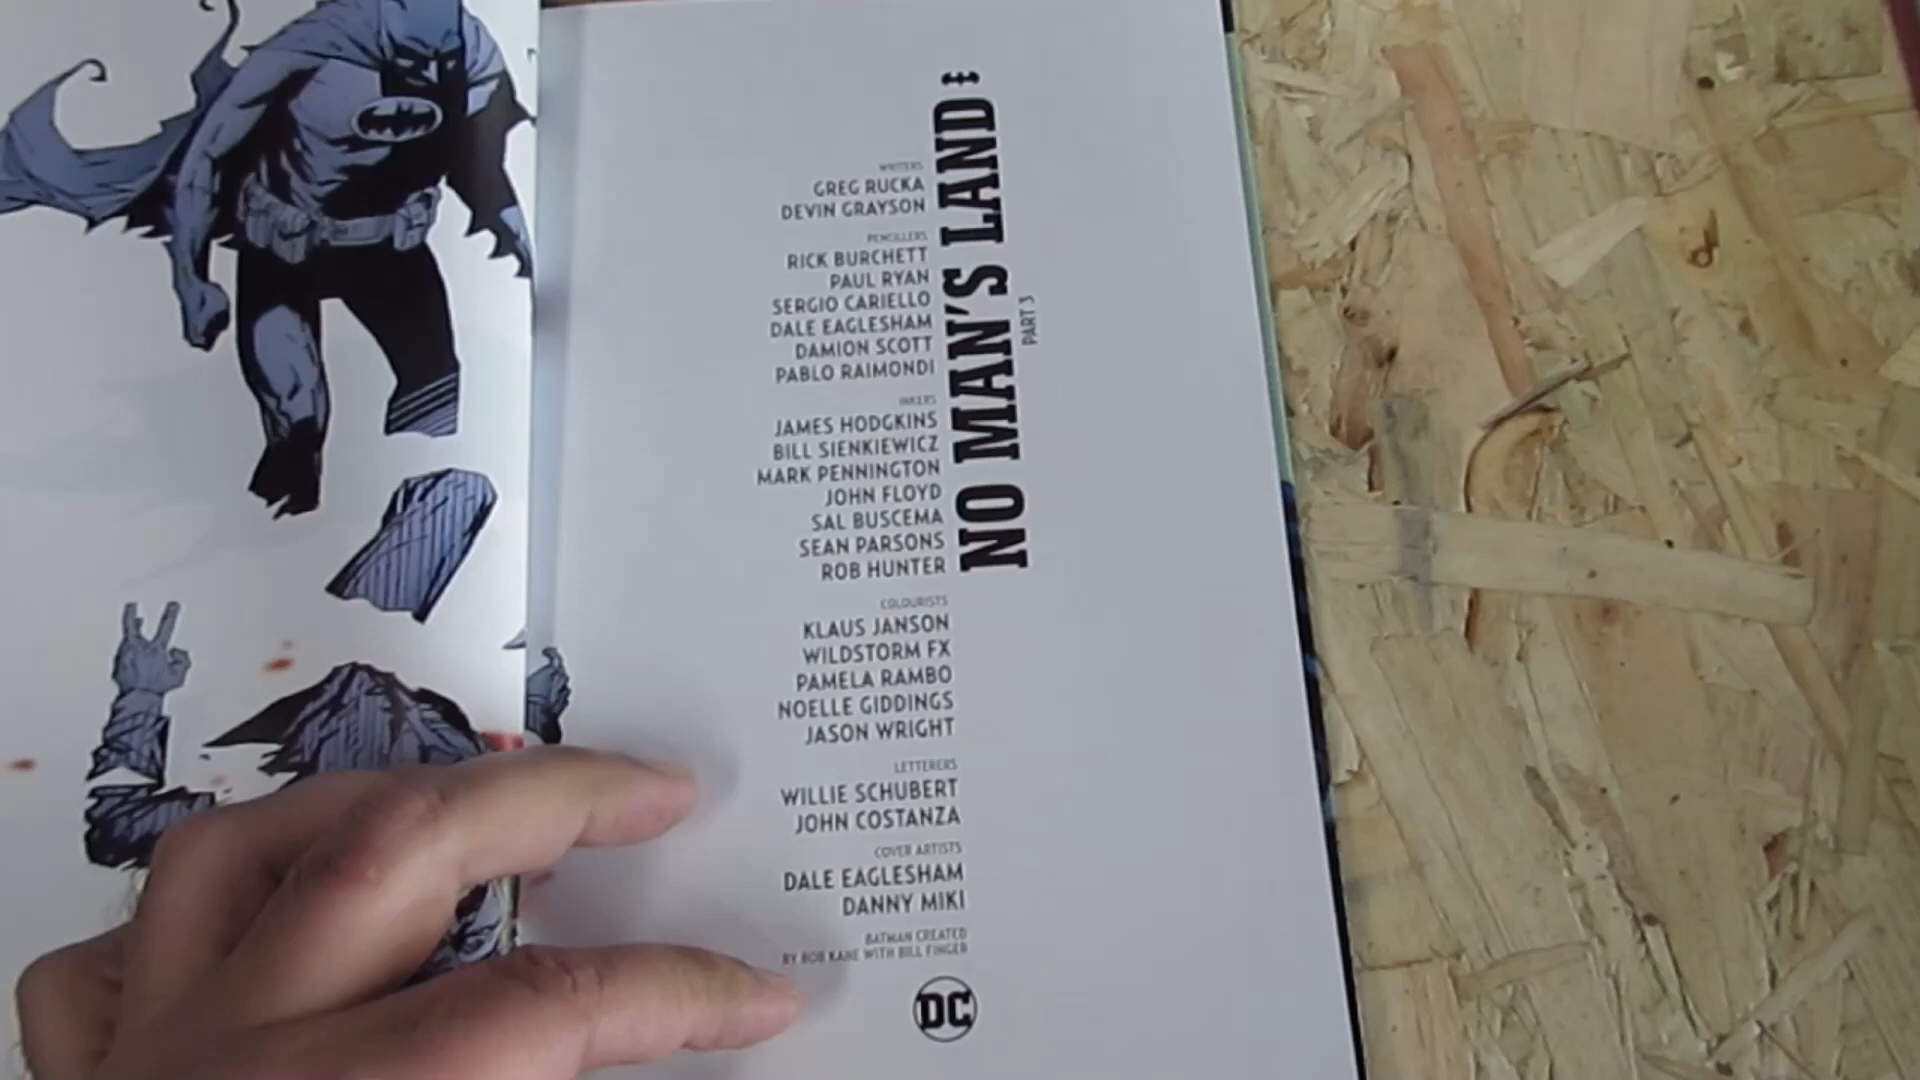 NO MAN'S LAND
PART 3
WRITERS
GREG RUCKA
DEVIN GRAYSON
PENCILLERS
RICK BURCHETT
PAUL RYAN
SERGIO CARIELLO
DALE EAGLESHAM
DAMION SCOTT
PABLO RAIMONDI
INKERS
JAMES HODGKINS
BILL SIENKIEWICZ
MARK PENNINGTON
JOHN FLOYD
SAL BUSCEMA
SEAN PARSONS
ROB HUNTER
COLOURISTS
KLAUS JANSON
WILDSTORM FX
PAMELA RAMBO
NOELLE GIDDINGS
JASON WRIGHT
LETTERERS
WILLIE SCHUBERT
JOHN COSTANZA
COVER ARTISTS
DALE EAGLESHAM
DANNY MIKI
BATMAN CREATED
BY BOB KANE WITH BILL FINGER
DC